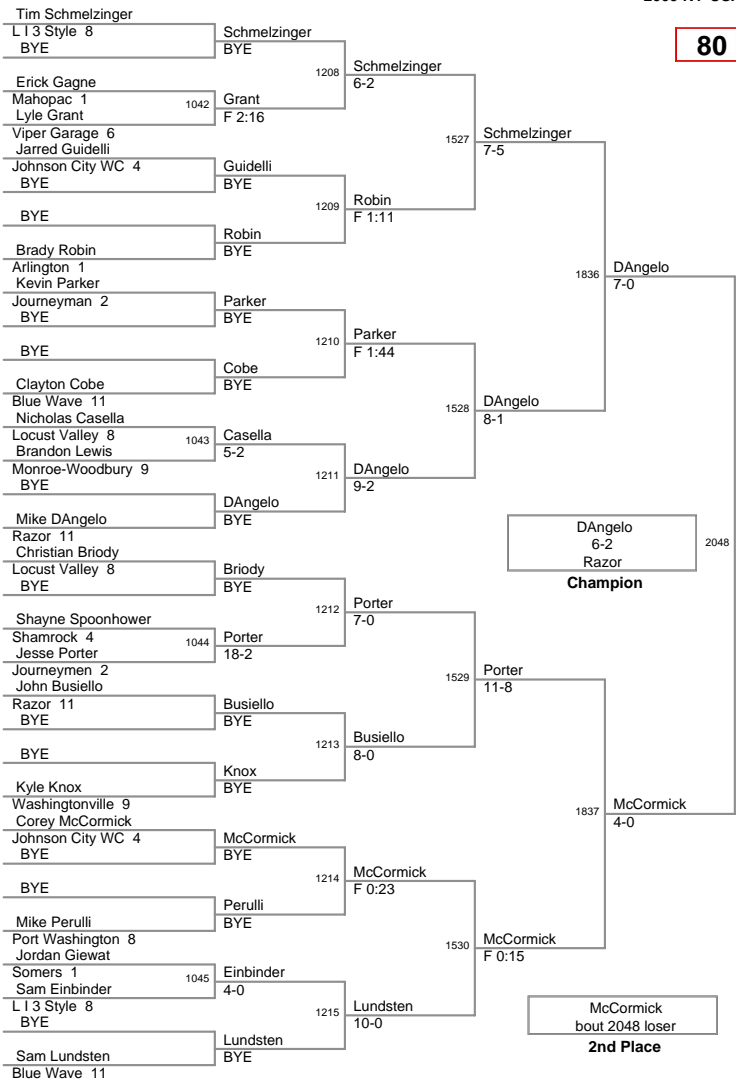 80
Tim Schmelzinger
L I 3 Style 8
BYE
Erick Gagne
Mahopac 1
Lyle Grant
Viper Garage 6
Jarred Guidelli
Johnson City WC 4
BYE
BYE
Brady Robin
Arlington 1
Kevin Parker
Journeyman 2
BYE
BYE
Clayton Cobe
Blue Wave 11
Nicholas Casella
Locust Valley 8
Brandon Lewis
Monroe-Woodbury 9
BYE
Mike DAngelo
Razor 11
Christian Briody
Locust Valley 8
BYE
Shayne Spoonhower
Shamrock 4
Jesse Porter
Journeymen 2
John Busiello
Razor 11
BYE
BYE
Kyle Knox
Washingtonville 9
Corey McCormick
Johnson City WC 4
BYE
BYE
Mike Perulli
Port Washington 8
Jordan Giewat
Somers 1
Sam Einbinder
L I 3 Style 8
BYE
Sam Lundsten
Blue Wave 11
Schmelzinger
BYE
1042
Grant
F 2:16
Guidelli
BYE
Robin
BYE
Parker
BYE
Cobe
BYE
1043
Casella
5-2
DAngelo
BYE
Briody
BYE
1044
Porter
18-2
Busiello
BYE
Knox
BYE
McCormick
BYE
Perulli
BYE
1045
Einbinder
4-0
Lundsten
BYE
1208
Schmelzinger
6-2
1209
Robin
F 1:11
1210
Parker
F 1:44
1211
DAngelo
9-2
1212
Porter
7-0
1213
Busiello
8-0
1214
McCormick
F 0:23
1215
Lundsten
10-0
1527
Schmelzinger
7-5
1528
DAngelo
8-1
1529
Porter
11-8
1530
McCormick
F 0:15
1836
DAngelo
7-0
1837
McCormick
4-0
2048
DAngelo
6-2
Razor
Champion
McCormick
bout 2048 loser
2nd Place